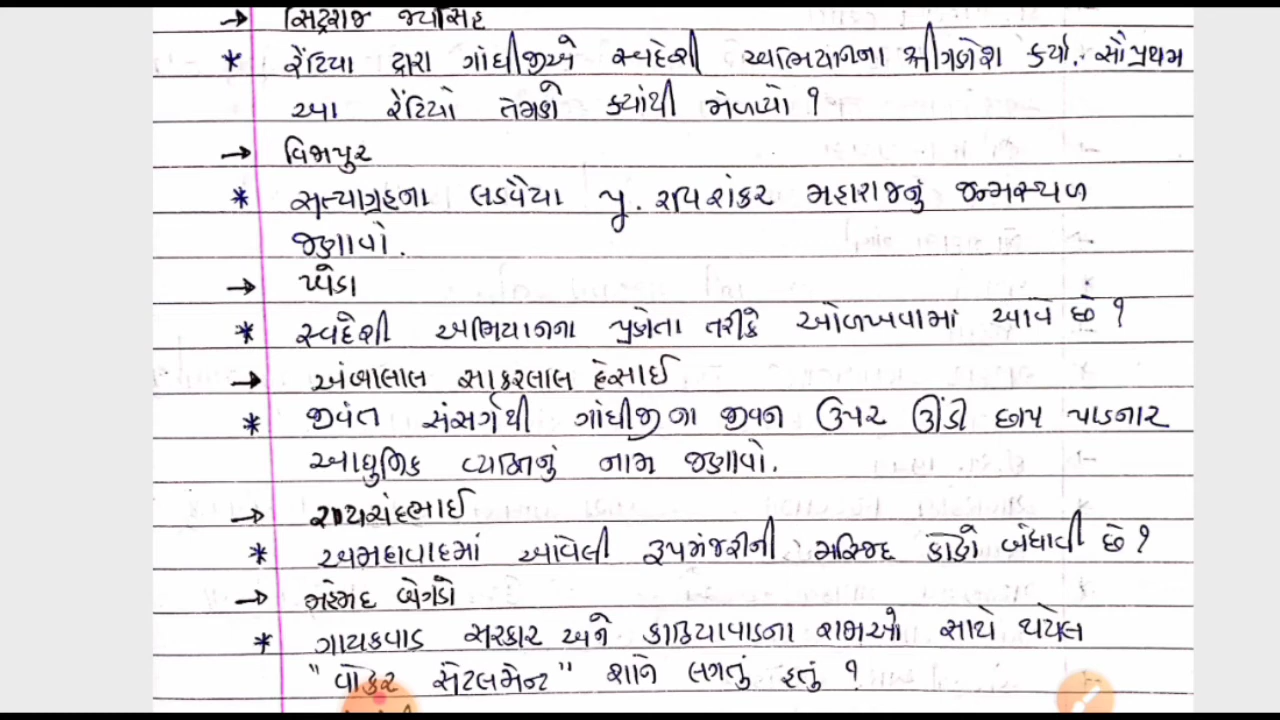 → સિદ્ધરાજ જયસિંહ
* રેંટિયા દ્વારા ગાંધીજીએ સ્વદેશી અભિયાનના શ્રીગણેશ કર્યા. સૌપ્રથમ
આ રેંટિયો તેમણે ક્યાંથી મેળવ્યો ?
→ વિજાપુર
* સત્યાગ્રહના લડવૈયા પૂ. રવિશંકર મહારાજનું જન્મસ્થળ
જણાવો.
→ ખેડા
* સ્વદેશી અભિયાનના પ્રણેતા તરીકે ઓળખવામાં આવે છે ?
→ અંબાલાલ સાકરલાલ દેસાઈ
* જીવંત સંસર્ગથી ગાંધીજીના જીવન ઉપર ઊંડી છાપ પાડનાર
આધુનિક વ્યક્તિનું નામ જણાવો.
→ રાયચંદભાઈ
* અમદાવાદમાં આવેલી રૂપમંજરીની મસ્જિદ કોણે બંધાવી છે ?
→ મહંમદ બેગડો
* ગાયકવાડ સરકાર અને કાઠિયાવાડના રાજાઓ સાથે થયેલ
"વોકર સેટલમેન્ટ" શાને લગતું હતું ?